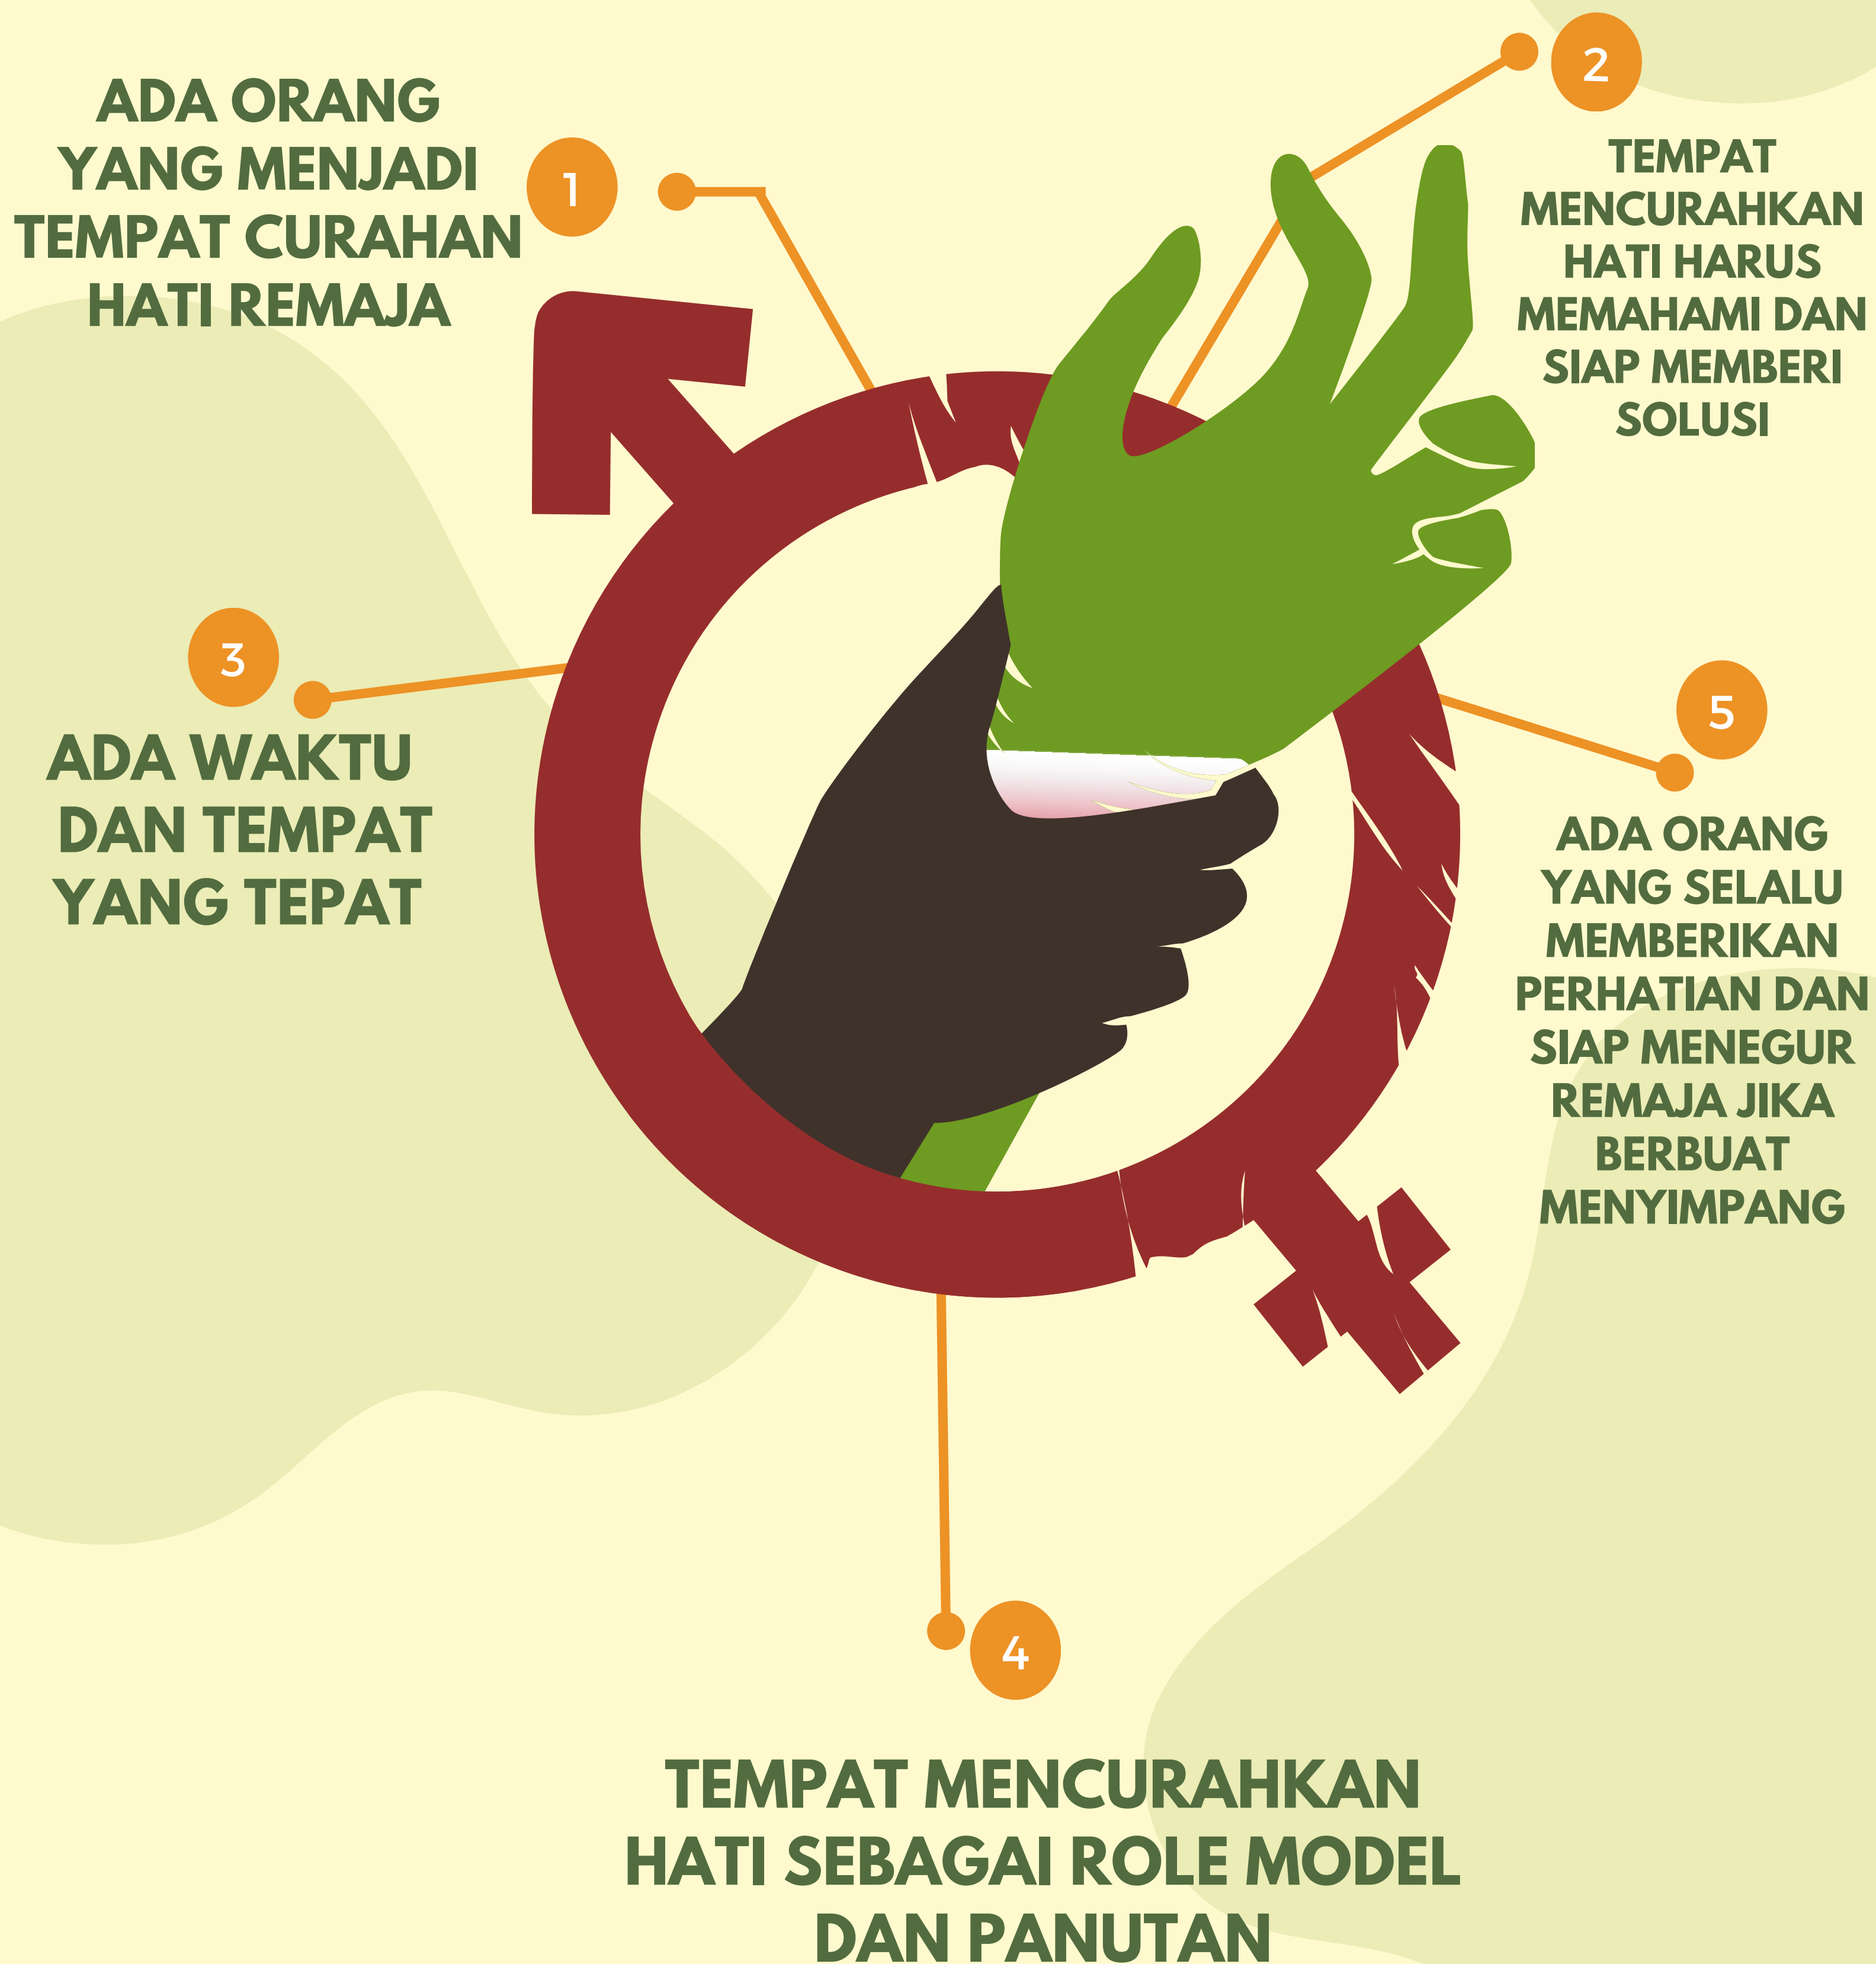 1
ADA ORANG
YANG MENJADI
TEMPAT CURAHAN
HATI REMAJA
2
TEMPAT
MENCURAHKAN
HATI HARUS
MEMAHAMI DAN
SIAP MEMBERI
SOLUSI
3
ADA WAKTU
DAN TEMPAT
YANG TEPAT
4
TEMPAT MENCURAHKAN
HATI SEBAGAI ROLE MODEL
DAN PANUTAN
5
ADA ORANG
YANG SELALU
MEMBERIKAN
PERHATIAN DAN
SIAP MENEGUR
REMAJA JIKA
BERBUAT
MENYIMPANG